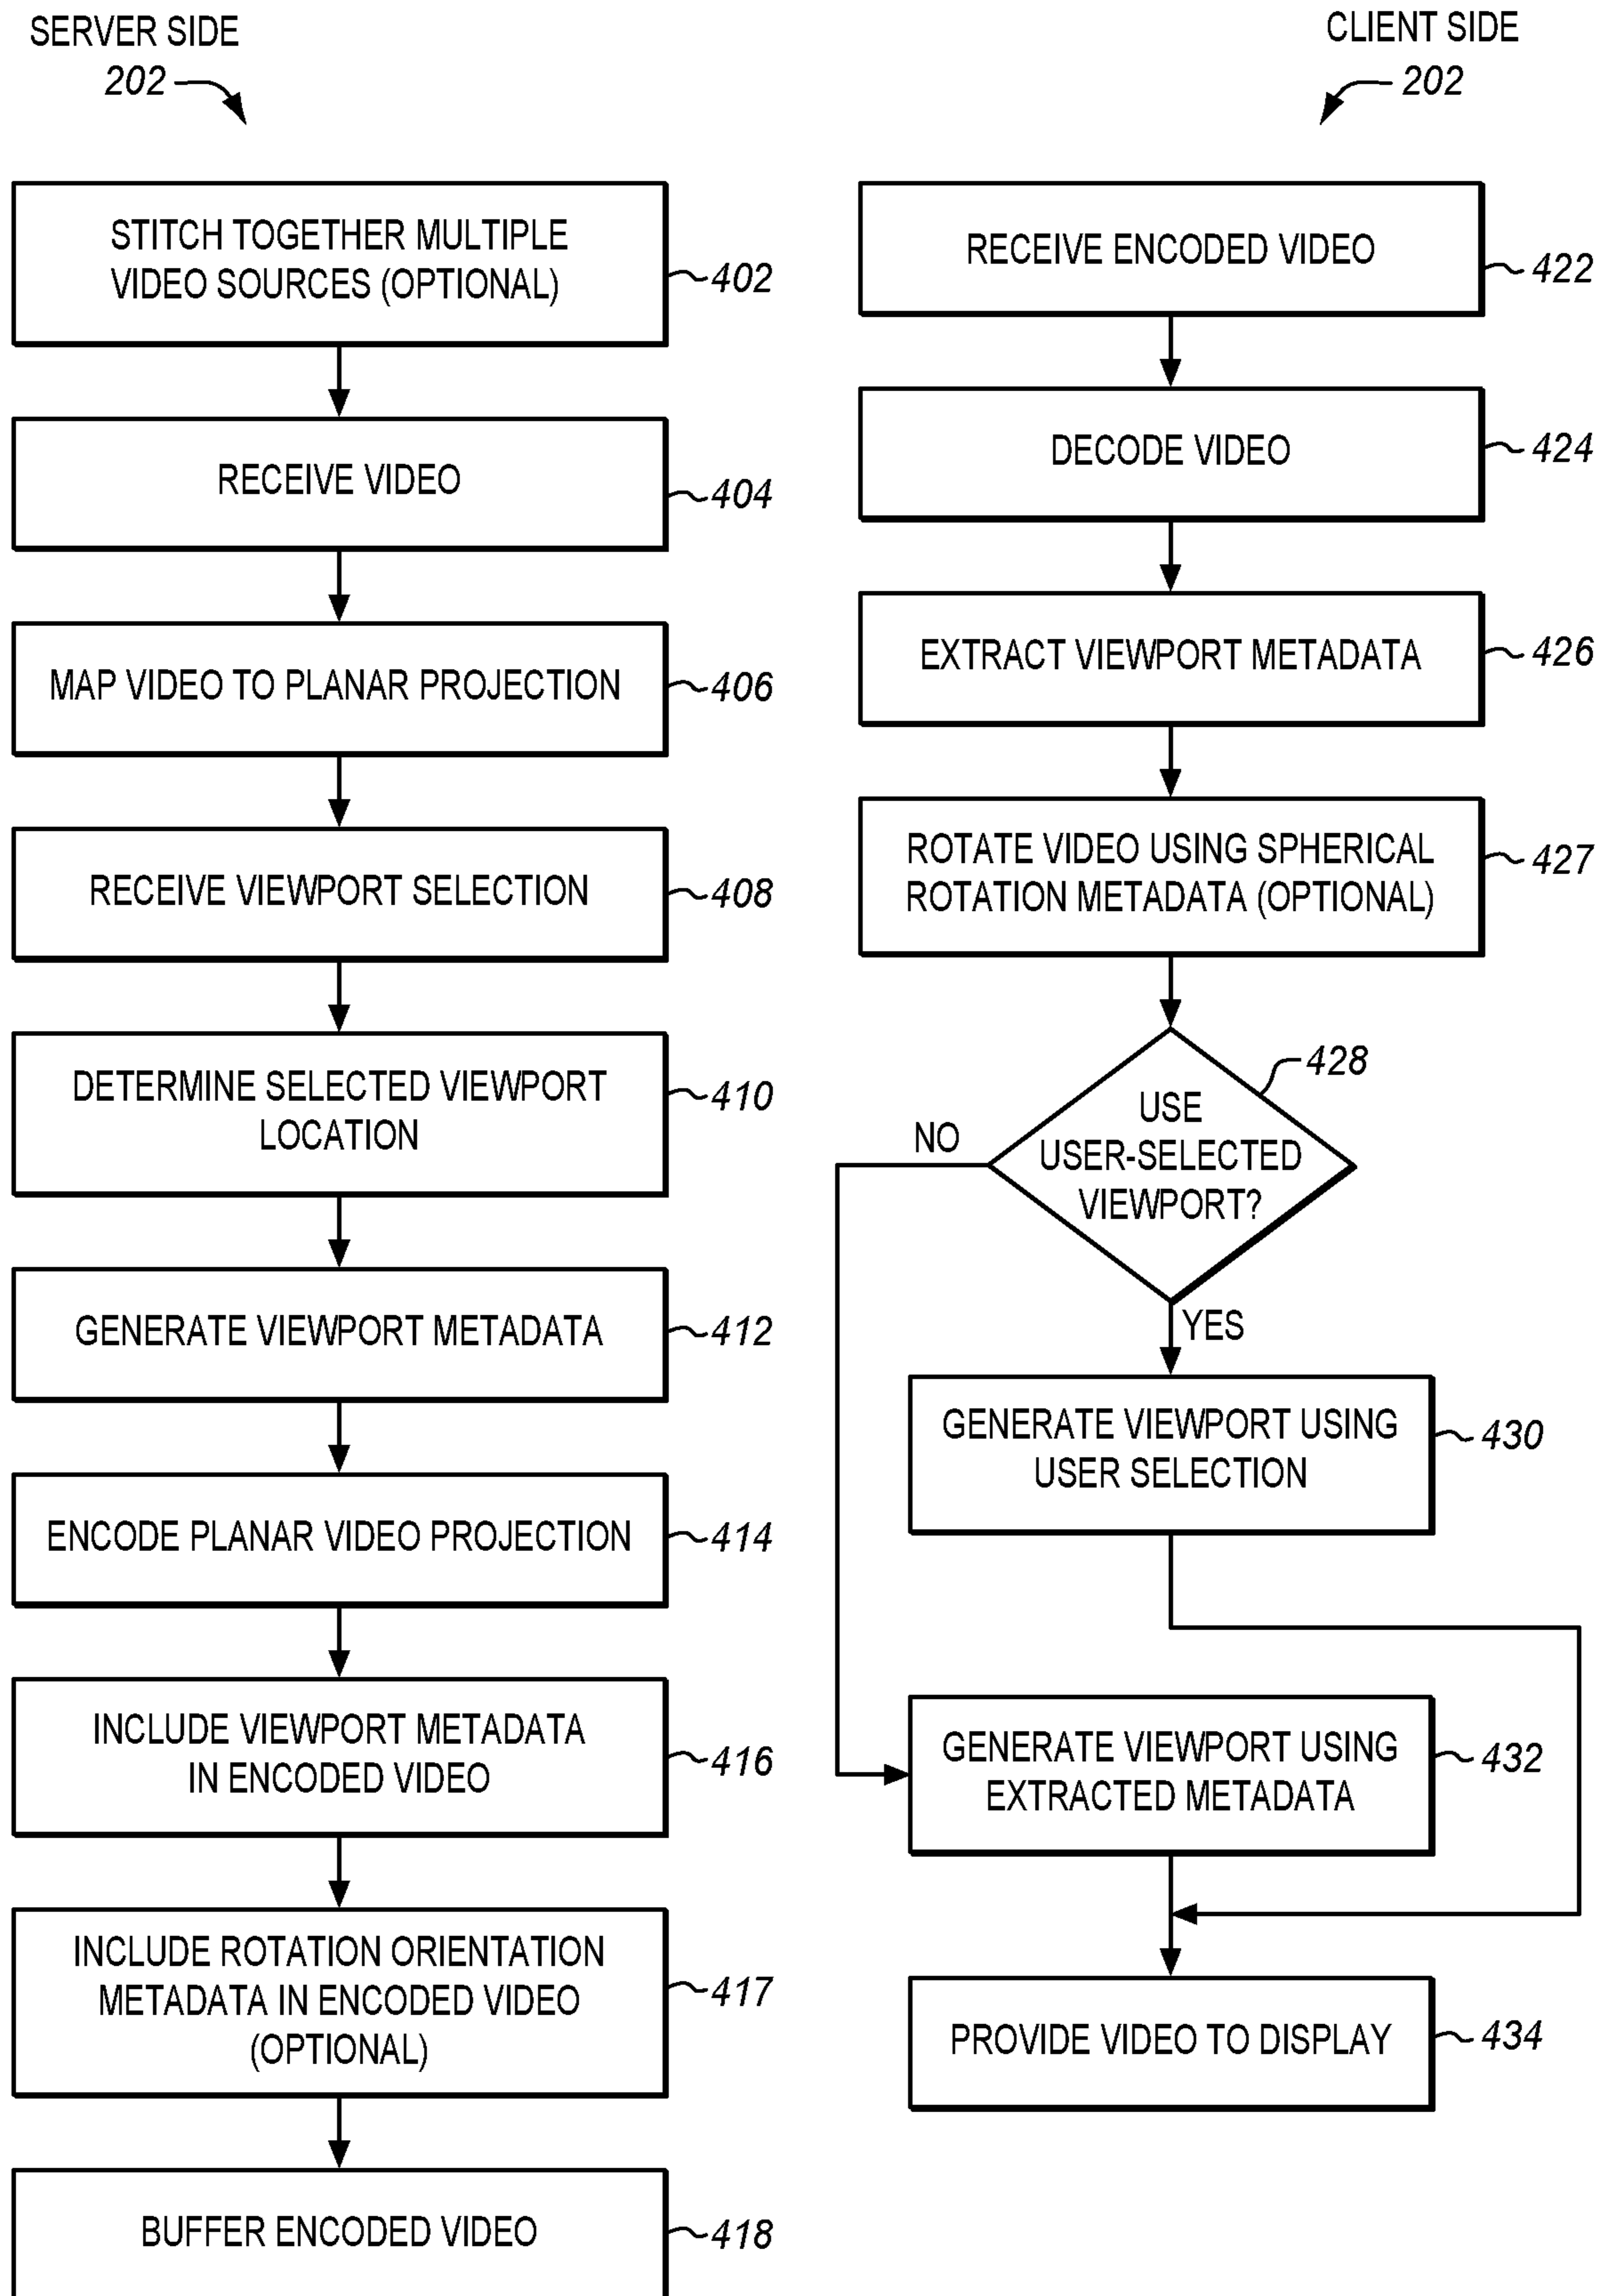 SERVER SIDE
202
STITCH TOGETHER MULTIPLE
VIDEO SOURCES (OPTIONAL)
402
RECEIVE VIDEO
404
MAP VIDEO TO PLANAR PROJECTION
406
RECEIVE VIEWPORT SELECTION
408
DETERMINE SELECTED VIEWPORT
LOCATION
410
GENERATE VIEWPORT METADATA
412
ENCODE PLANAR VIDEO PROJECTION
414
INCLUDE VIEWPORT METADATA
IN ENCODED VIDEO
416
INCLUDE ROTATION ORIENTATION
METADATA IN ENCODED VIDEO
(OPTIONAL)
417
BUFFER ENCODED VIDEO
418
CLIENT SIDE
202
RECEIVE ENCODED VIDEO
422
DECODE VIDEO
424
EXTRACT VIEWPORT METADATA
426
ROTATE VIDEO USING SPHERICAL
ROTATION METADATA (OPTIONAL)
427
428
USE
USER-SELECTED
VIEWPORT?
NO
YES
GENERATE VIEWPORT USING
USER SELECTION
430
GENERATE VIEWPORT USING
EXTRACTED METADATA
432
PROVIDE VIDEO TO DISPLAY
434